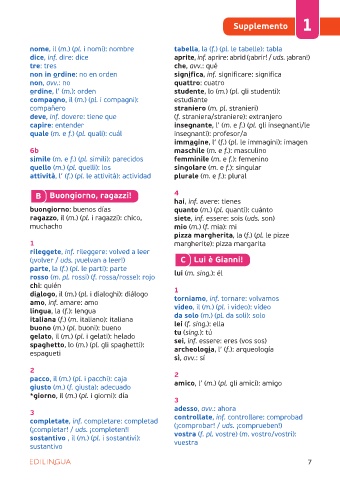 Supplemento 1
nome, il (m.) (pl. i nomi): nombre
dice, inf. dire: dice
tre: tres
non in ordine: no en orden
non, avv.: no
ordine, l' (m.): orden
compagno, il (m.) (pl. i compagni):
compañero
deve, inf. dovere: tiene que
capire: entender
quale (m. e f.) (pl. quali): cuál
6b
simile (m. e f.) (pl. simili): parecidos
quello (m.) (pl. quelli): los
attività, l' (f.) (pl. le attività): actividad
B Buongiorno, ragazzi!
buongiorno: buenos días
ragazzo, il (m.) (pl. i ragazzi): chico,
muchacho
1
rileggete, inf. rileggere: volved a leer
(¡volver / uds. ¡vuelvan a leer!)
parte, la (f.) (pl. le parti): parte
rosso (m. pl. rossi) (f. rossa/rosse): rojo
chi: quién
dialogo, il (m.) (pl. i dialoghi): diálogo
amo, inf. amare: amo
lingua, la (f.): lengua
italiana (f.) (m. italiano): italiana
buono (m.) (pl. buoni): bueno
gelato, il (m.) (pl. i gelati): helado
spaghetto, lo (m.) (pl. gli spaghetti):
espagueti
2
pacco, il (m.) (pl. i pacchi): caja
giusto (m.) (f. giusta): adecuado
*giorno, il (m.) (pl. i giorni): día
3
completate, inf. completare: completad
(¡completar! / uds. ¡completen!)
sostantivo , il (m.) (pl. i sostantivi):
sustantivo
tabella, la (f.) (pl. le tabelle): tabla
aprite, inf. aprire: abrid (¡abrir! / uds. ¡abran!)
che, avv.: qué
significa, inf. significare: significa
quattro: cuatro
studente, lo (m.) (pl. gli studenti):
estudiante
straniero (m. pl. stranieri)
(f. straniera/straniere): extranjero
insegnante, l' (m. e f.) (pl. gli insegnanti/le
insegnanti): profesor/a
immagine, l' (f.) (pl. le immagini): imagen
maschile (m. e f.): masculino
femminile (m. e f.): femenino
singolare (m. e f.): singular
plurale (m. e f.): plural
4
hai, inf. avere: tienes
quanto (m.) (pl. quanti): cuánto
siete, inf. essere: sois (uds. son)
mio (m.) (f. mia): mi
pizza margherita, la (f.) (pl. le pizze
margherite): pizza margarita
C Lui è Gianni!
lui (m. sing.): él
1
torniamo, inf. tornare: volvamos
video, il (m.) (pl. i video): video
da solo (m.) (pl. da soli): solo
lei (f. sing.): ella
tu (sing.): tú
sei, inf. essere: eres (vos sos)
archeologia, l' (f.): arqueología
sì, avv.: sí
2
amico, l' (m.) (pl. gli amici): amigo
3
adesso, avv.: ahora
controllate, inf. controllare: comprobad
(¡comprobar! / uds. ¡comprueben!)
vostra (f. pl. vostre) (m. vostro/vostri):
vuestra
EDILINGUA
7